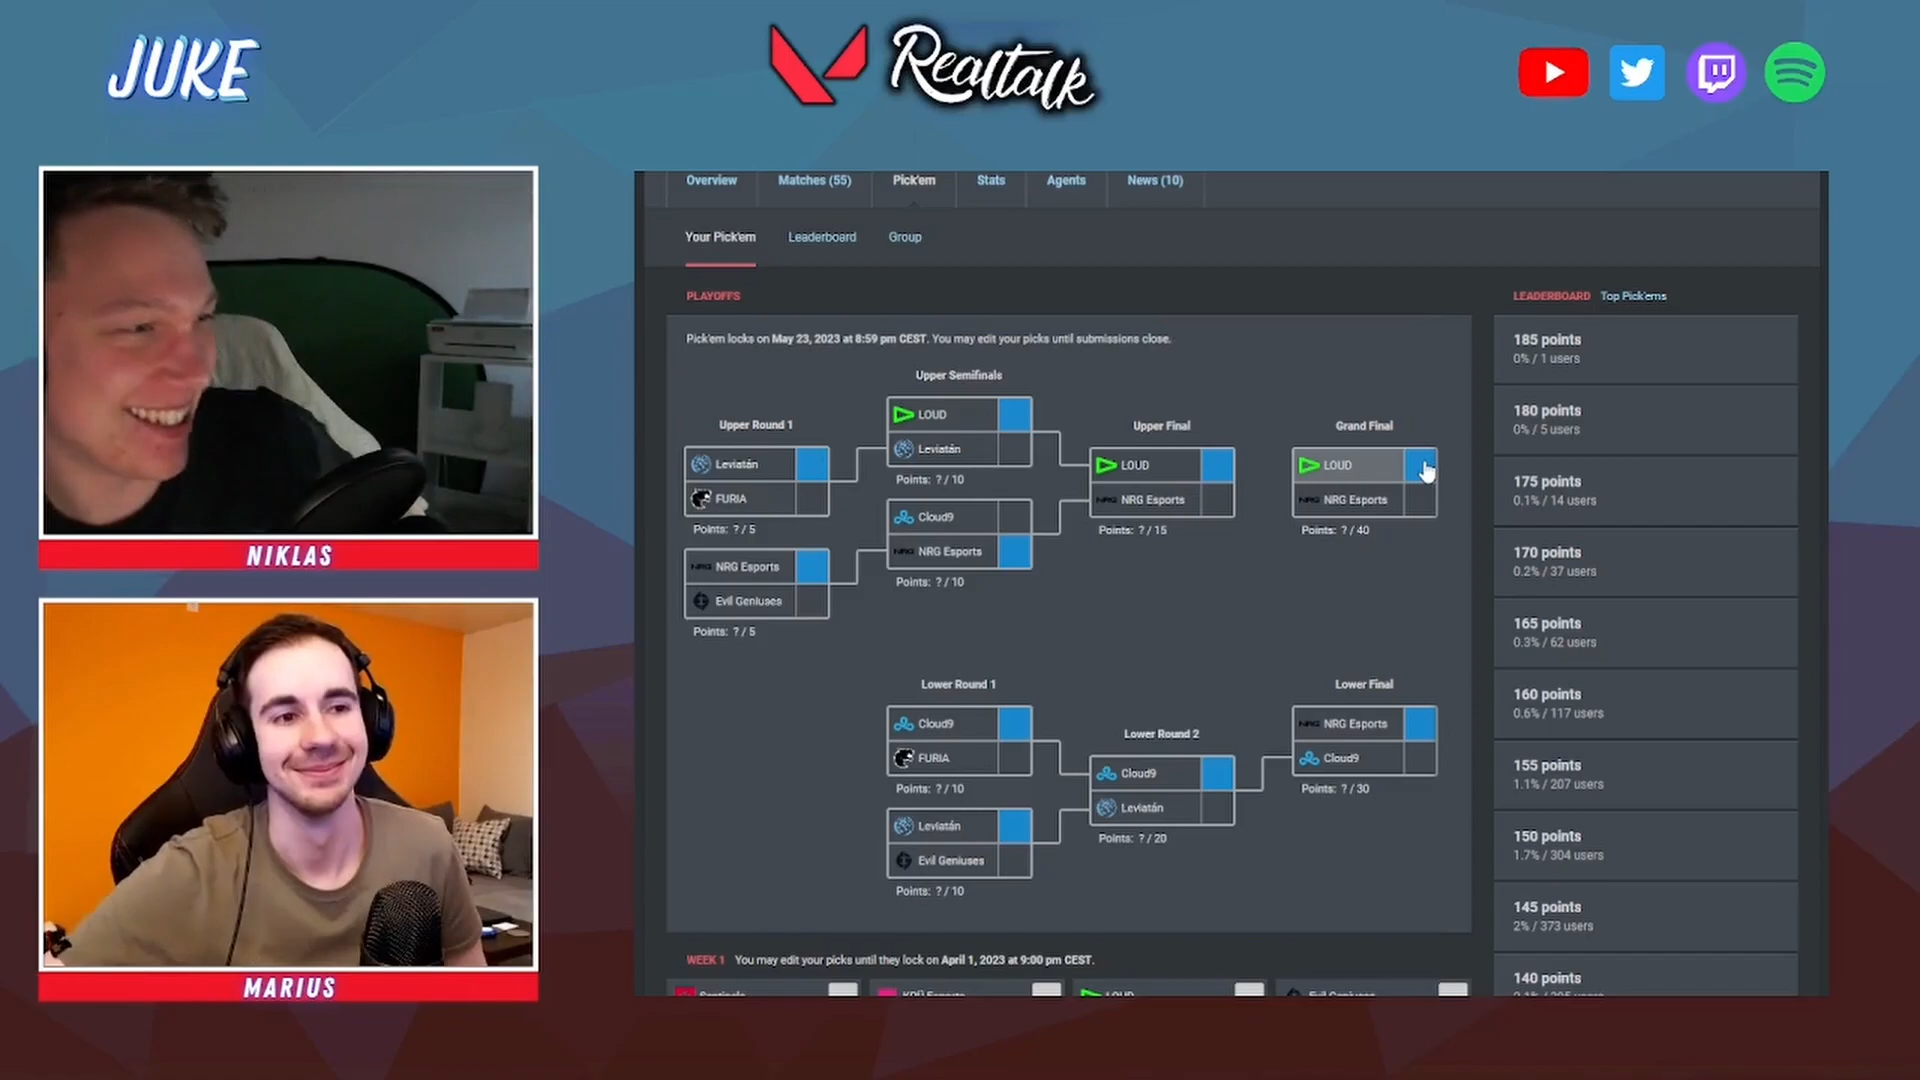 JUKE
Realtalk
NIKLAS
MARIUS
Overview
Matches (55)
Pick'em
Stats
Agents
News (10)
Your Pick'em
Leaderboard
Group
PLAYOFFS
Pick'em locks on May 23, 2023 at 8:59 pm CEST. You may edit your picks until submissions close.
Upper Round 1
Leviatán
FURIA
Points: ? / 5
NRG Esports
Evil Geniuses
Points: ? / 5
Upper Semifinals
LOUD
Leviatán
Points: ? / 10
Cloud9
NRG Esports
Points: ? / 10
Upper Final
LOUD
NRG Esports
Points: ? / 15
Grand Final
LOUD
NRG Esports
Points: ? / 40
Lower Round 1
Cloud9
FURIA
Points: ? / 10
Leviatán
Evil Geniuses
Points: ? / 10
Lower Round 2
Cloud9
Leviatán
Points: ? / 20
Lower Final
NRG Esports
Cloud9
Points: ? / 30
WEEK 1 You may edit your picks until they lock on April 1, 2023 at 9:00 pm CEST.
Sentinels
KRÜ Esports
LOUD
Evil Geniuses
LEADERBOARD Top Pick'ems
185 points
0% / 1 users
180 points
0% / 5 users
175 points
0.1% / 14 users
170 points
0.2% / 37 users
165 points
0.3% / 62 users
160 points
0.6% / 117 users
155 points
1.1% / 207 users
150 points
1.7% / 304 users
145 points
2% / 373 users
140 points